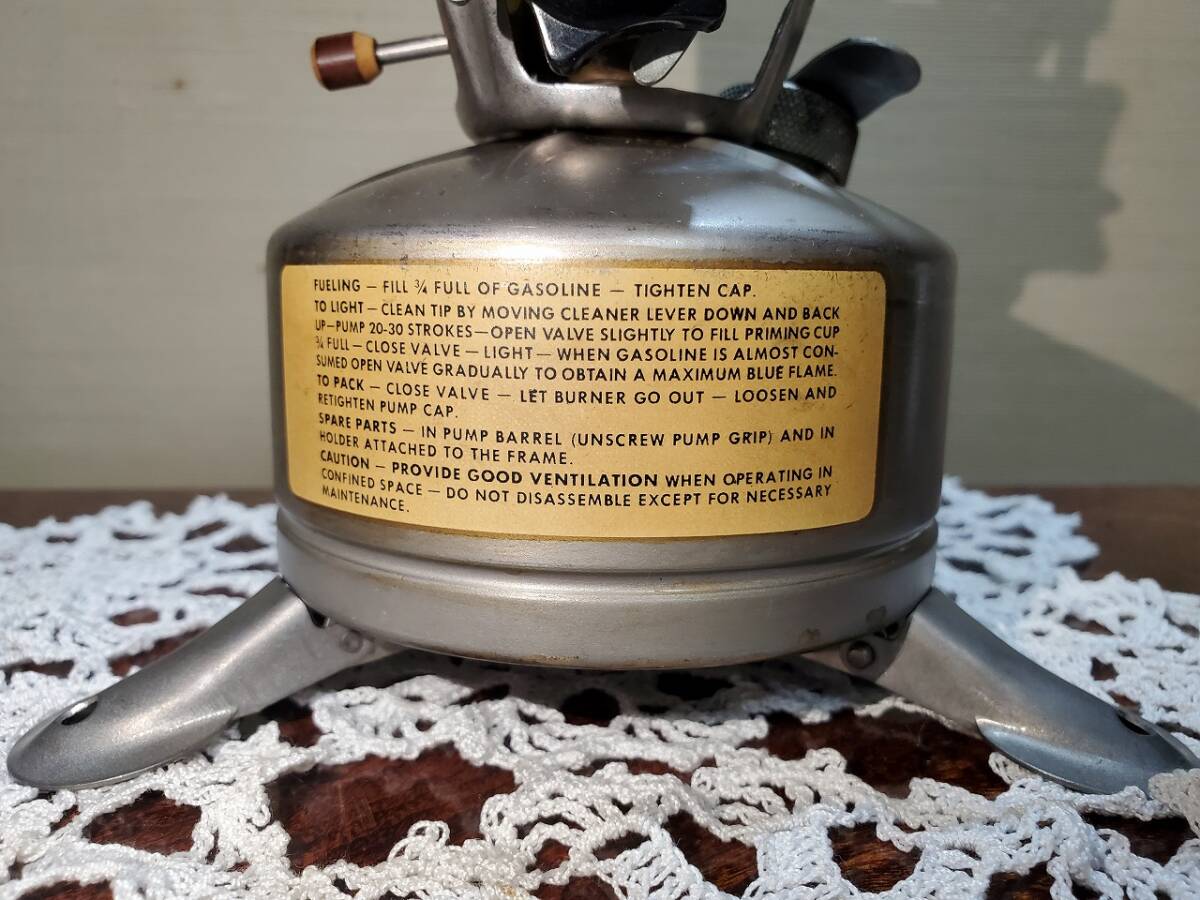 FUELING — FILL ¾ FULL OF GASOLINE — TIGHTEN CAP.
TO LIGHT — CLEAN TIP BY MOVING CLEANER LEVER DOWN AND BACK
UP—PUMP 20-30 STROKES—OPEN VALVE SLIGHTLY TO FILL PRIMING CUP
¾ FULL — CLOSE VALVE — LIGHT — WHEN GASOLINE IS ALMOST CON-
SUMED OPEN VALVE GRADUALLY TO OBTAIN A MAXIMUM BLUE FLAME.
TO PACK — CLOSE VALVE — LET BURNER GO OUT — LOOSEN AND
RETIGHTEN PUMP CAP.
SPARE PARTS — IN PUMP BARREL (UNSCREW PUMP GRIP) AND IN
HOLDER ATTACHED TO THE FRAME.
CAUTION — PROVIDE GOOD VENTILATION WHEN OPERATING IN
CONFINED SPACE — DO NOT DISASSEMBLE EXCEPT FOR NECESSARY
MAINTENANCE.